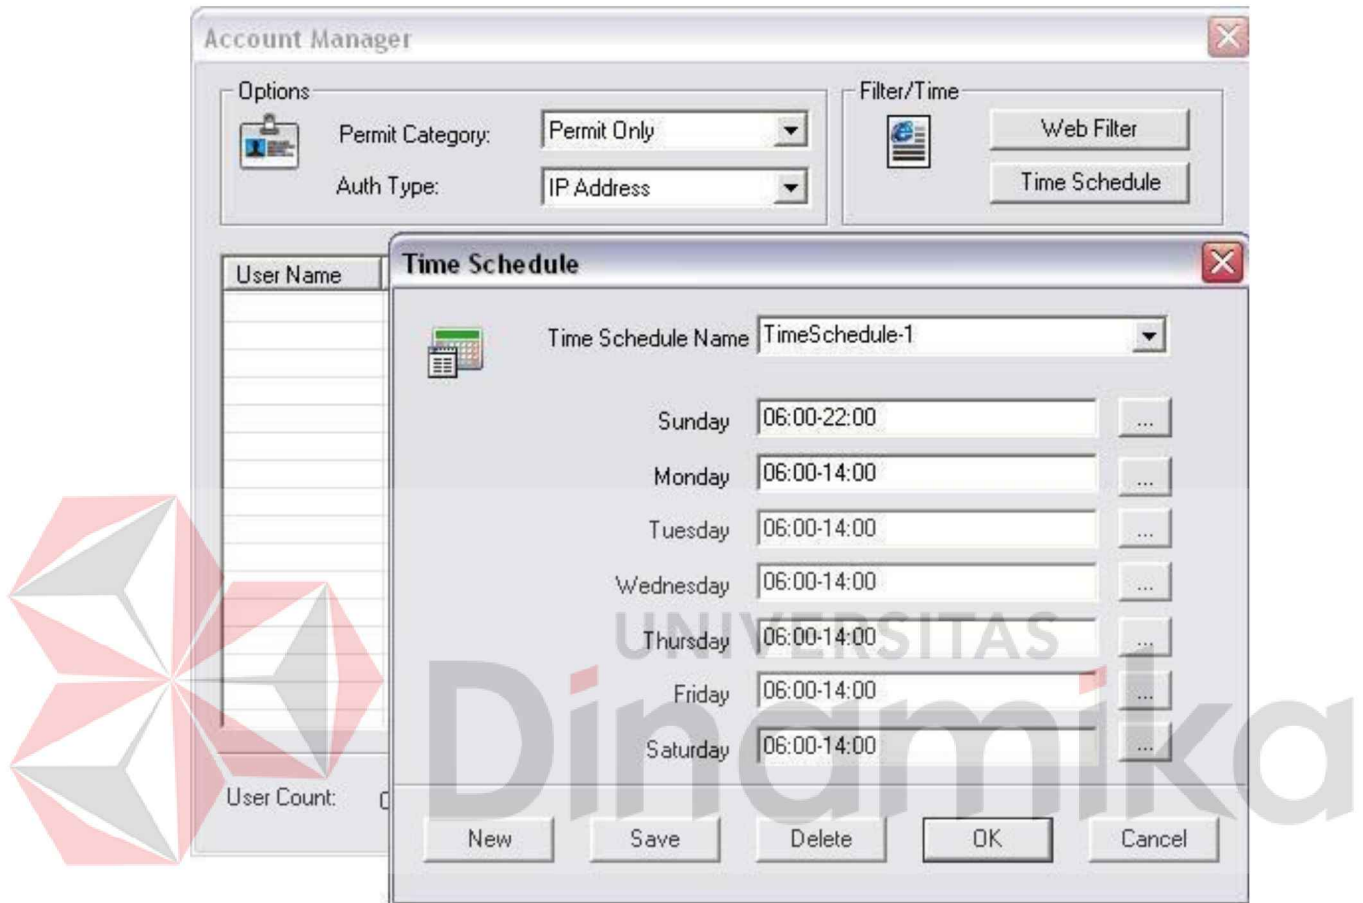 Account Manager
Options
Permit Category: Permit Only
Auth Type: IP Address
Filter/Time
Web Filter
Time Schedule
User Name
Time Schedule
Time Schedule Name TimeSchedule-1
Sunday 06:00-22:00 ...
Monday 06:00-14:00 ...
Tuesday 06:00-14:00 ...
Wednesday 06:00-14:00 ...
Thursday 06:00-14:00 ...
Friday 06:00-14:00 ...
Saturday 06:00-14:00 ...
UNIVERSITAS
Dinamika
User Count:
New Save Delete OK Cancel